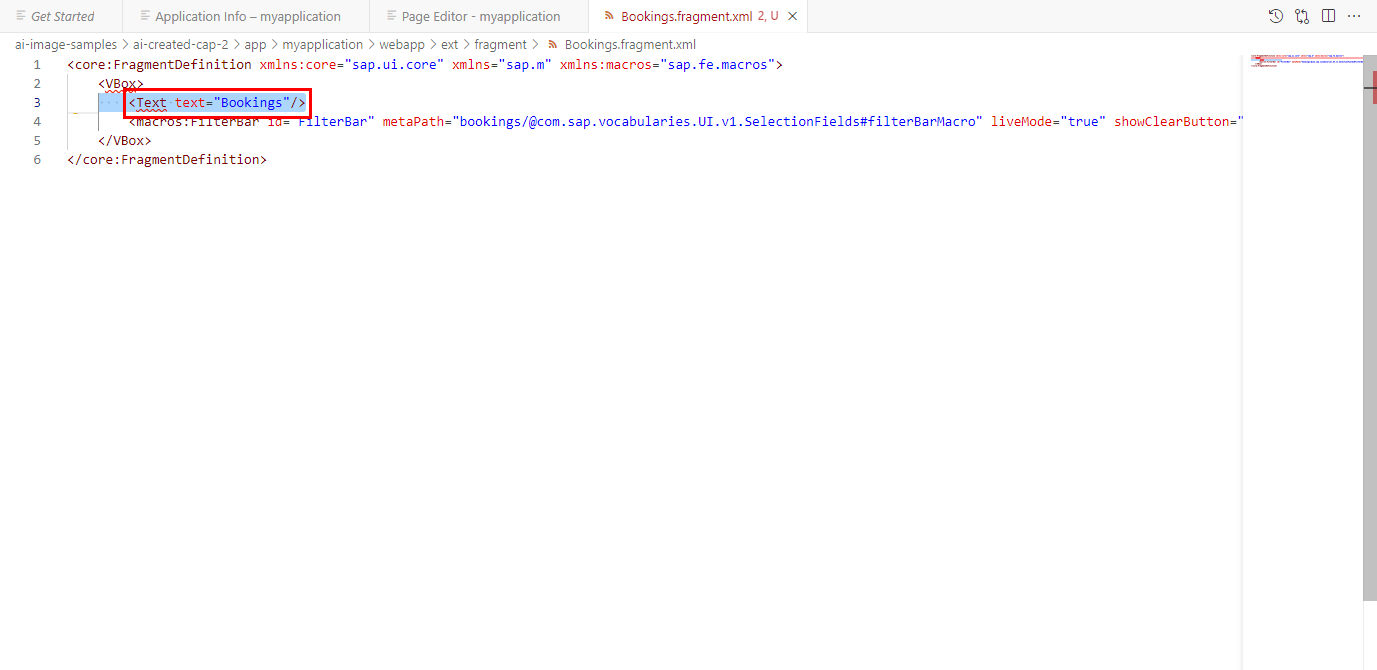 Get Started
Application Info – myapplication
Page Editor - myapplication
Bookings.fragment.xml 2, U
ai-image-samples > ai-created-cap-2 > app > myapplication > webapp > ext > fragment > Bookings.fragment.xml
1 <core:FragmentDefinition xmlns:core="sap.ui.core" xmlns="sap.m" xmlns:macros="sap.fe.macros">
2 <VBox>
3 <Text text="Bookings"/>
4 <macros:FilterBar id="FilterBar" metaPath="bookings/@com.sap.vocabularies.UI.v1.SelectionFields#filterBarMacro" liveMode="true" showClearButton="
5 </VBox>
6 </core:FragmentDefinition>